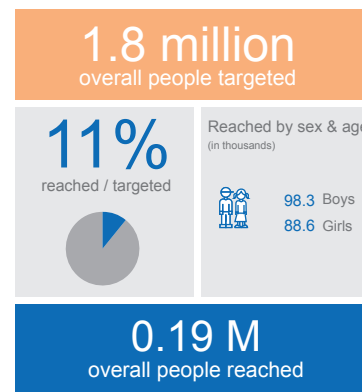 1.8 million
overall people targeted
11%
reached / targeted
Reached by sex & age
(in thousands)
98.3 Boys
88.6 Girls
0.19 M
overall people reached